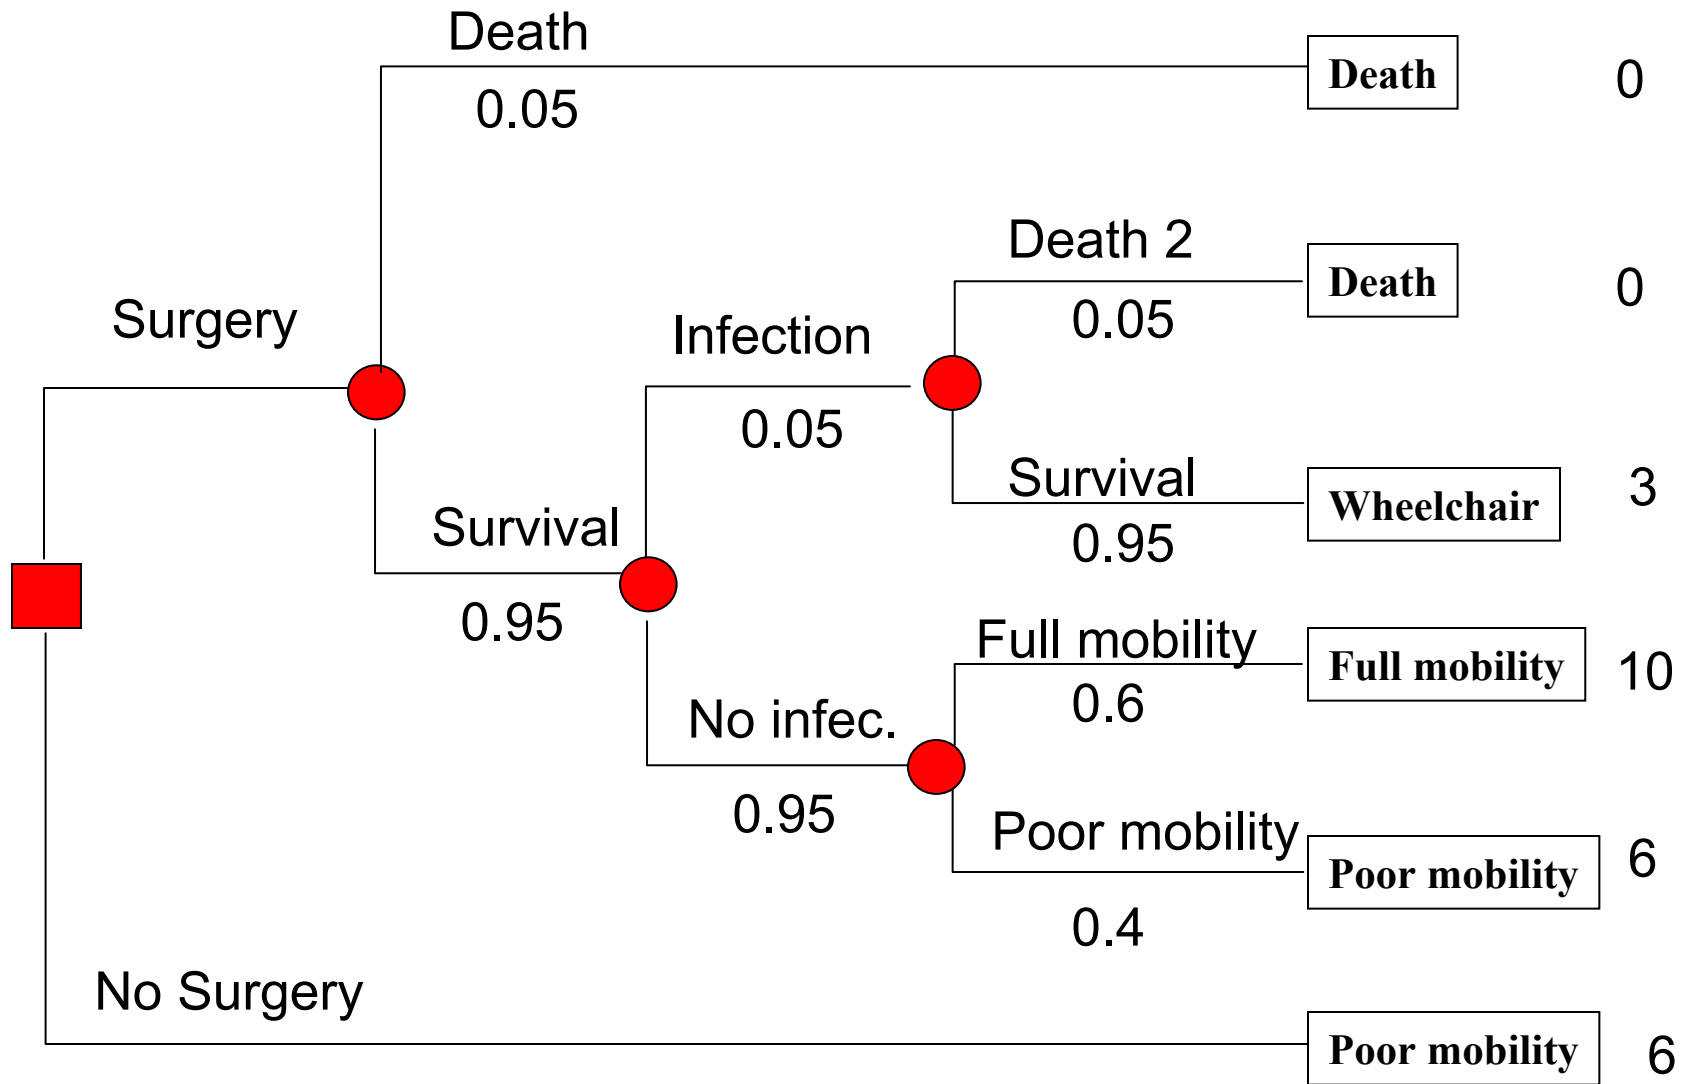 Death
0.05
Death
0
Death 2
0.05
Death
0
Surgery
Infection
0.05
Survival
0.95
Wheelchair
3
Survival
0.95
Full mobility
0.6
Full mobility
10
No infec.
0.95
Poor mobility
0.4
Poor mobility
6
No Surgery
Poor mobility
6